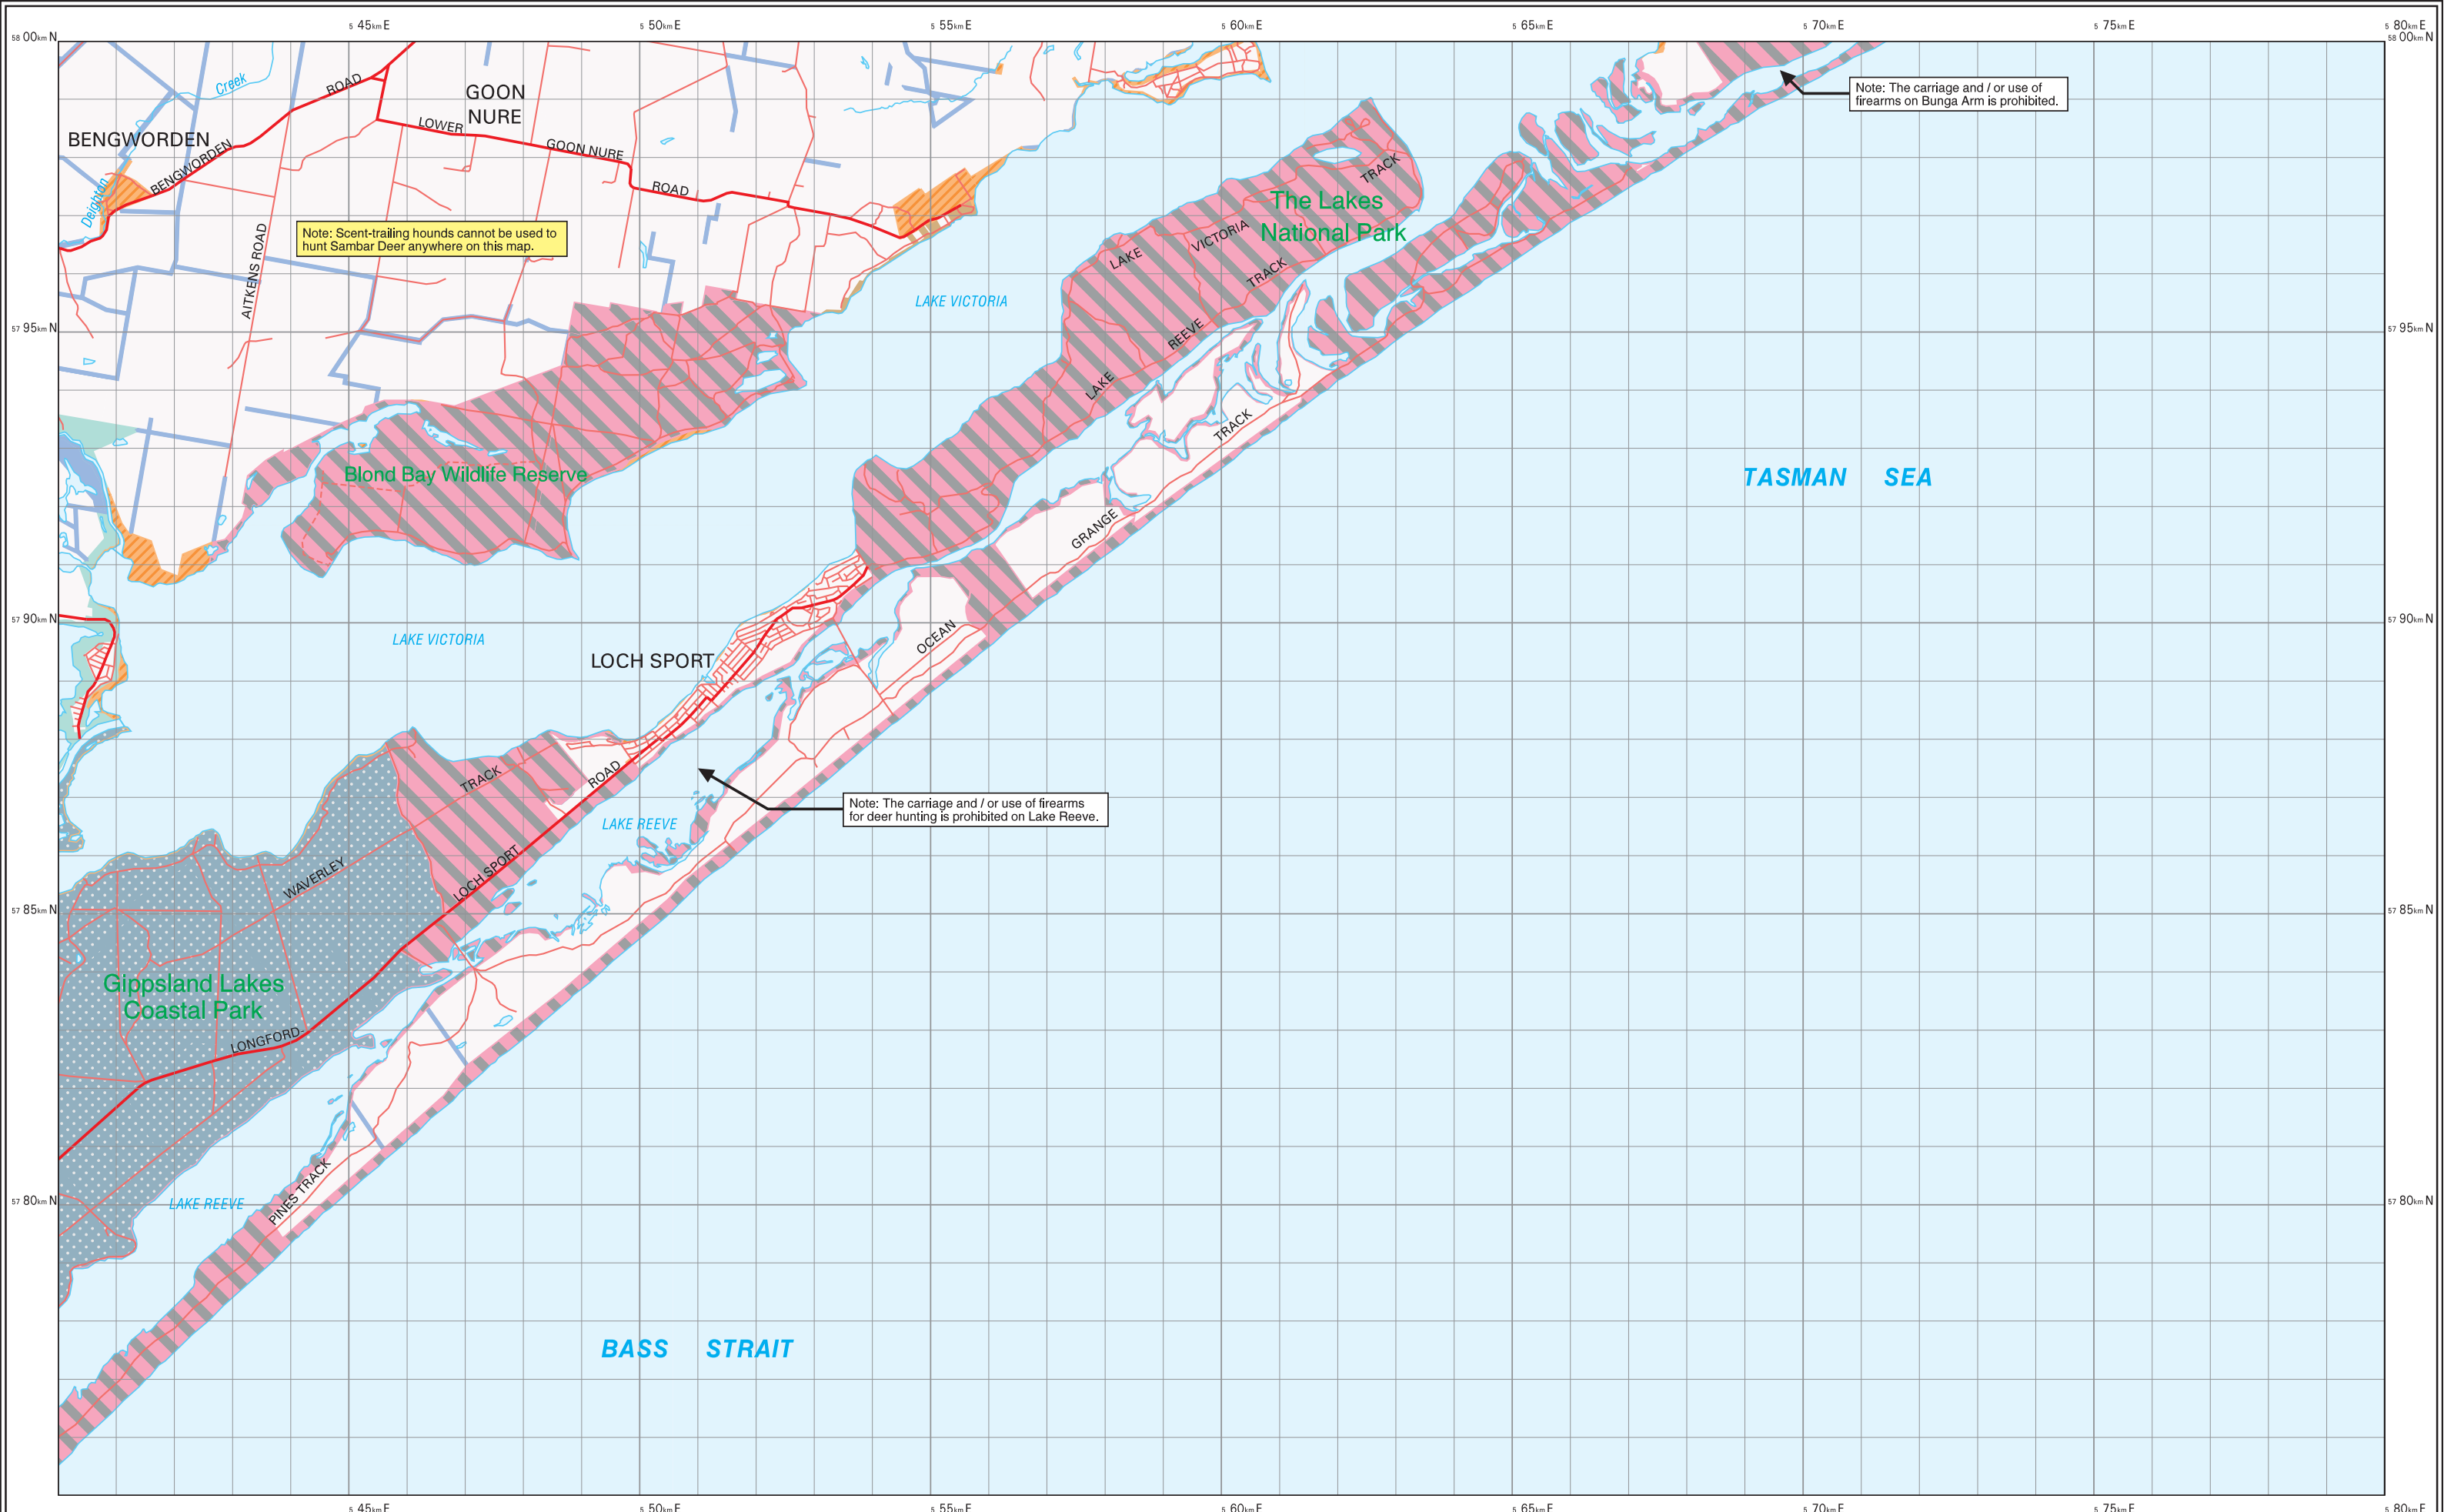 5 45km E
5 50km E
5 55km E
5 60km E
5 65km E
5 70km E
5 75km E
5 80km E
58 00km N
58 00km N
Creek
ROAD
GOON
NURE
BENGWORDEN
LOWER
GOON NURE
ROAD
BENGWORDEN
Deighton
AITKENS ROAD
Note: Scent-trailing hounds cannot be used to
hunt Sambar Deer anywhere on this map.
Note: The carriage and / or use of
firearms on Bunga Arm is prohibited.
TRACK
The Lakes
National Park
VICTORIA
LAKE
TRACK
LAKE VICTORIA
57 95km N
57 95km N
REEVE
LAKE
TRACK
Blond Bay Wildlife Reserve
TASMAN SEA
GRANGE
57 90km N
57 90km N
OCEAN
LAKE VICTORIA
LOCH SPORT
TRACK
ROAD
Note: The carriage and / or use of firearms
for deer hunting is prohibited on Lake Reeve.
LAKE REEVE
WAVERLEY
LOCH SPORT
57 85km N
57 85km N
Gippsland Lakes
Coastal Park
LONGFORD-
PINES TRACK
57 80km N
57 80km N
LAKE REEVE
BASS STRAIT
5 45km E
5 50km E
5 55km E
5 60km E
5 65km E
5 70km E
5 75km E
5 80km E